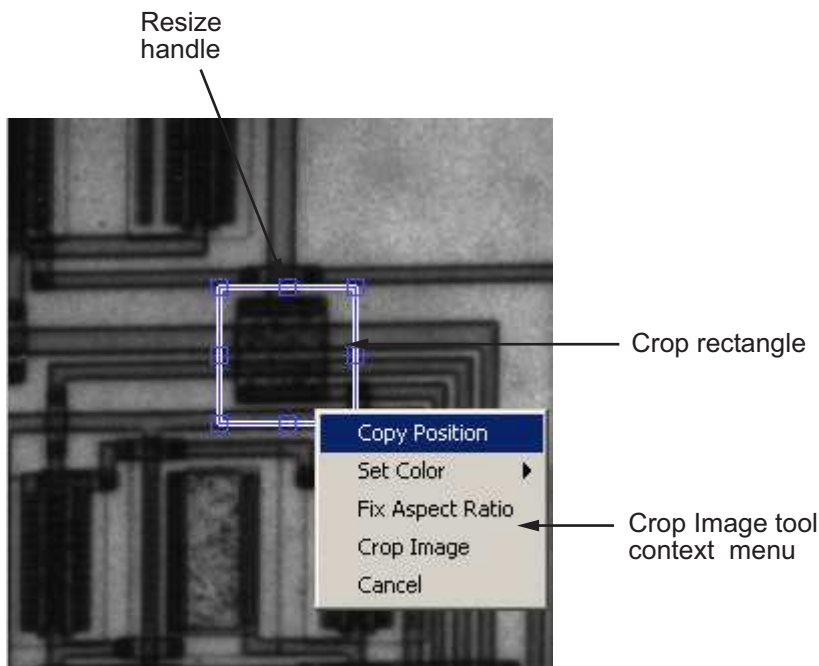 Resize
handle
Crop rectangle
Copy Position
Set Color
Fix Aspect Ratio
Crop Image
Cancel
Crop Image tool
context menu